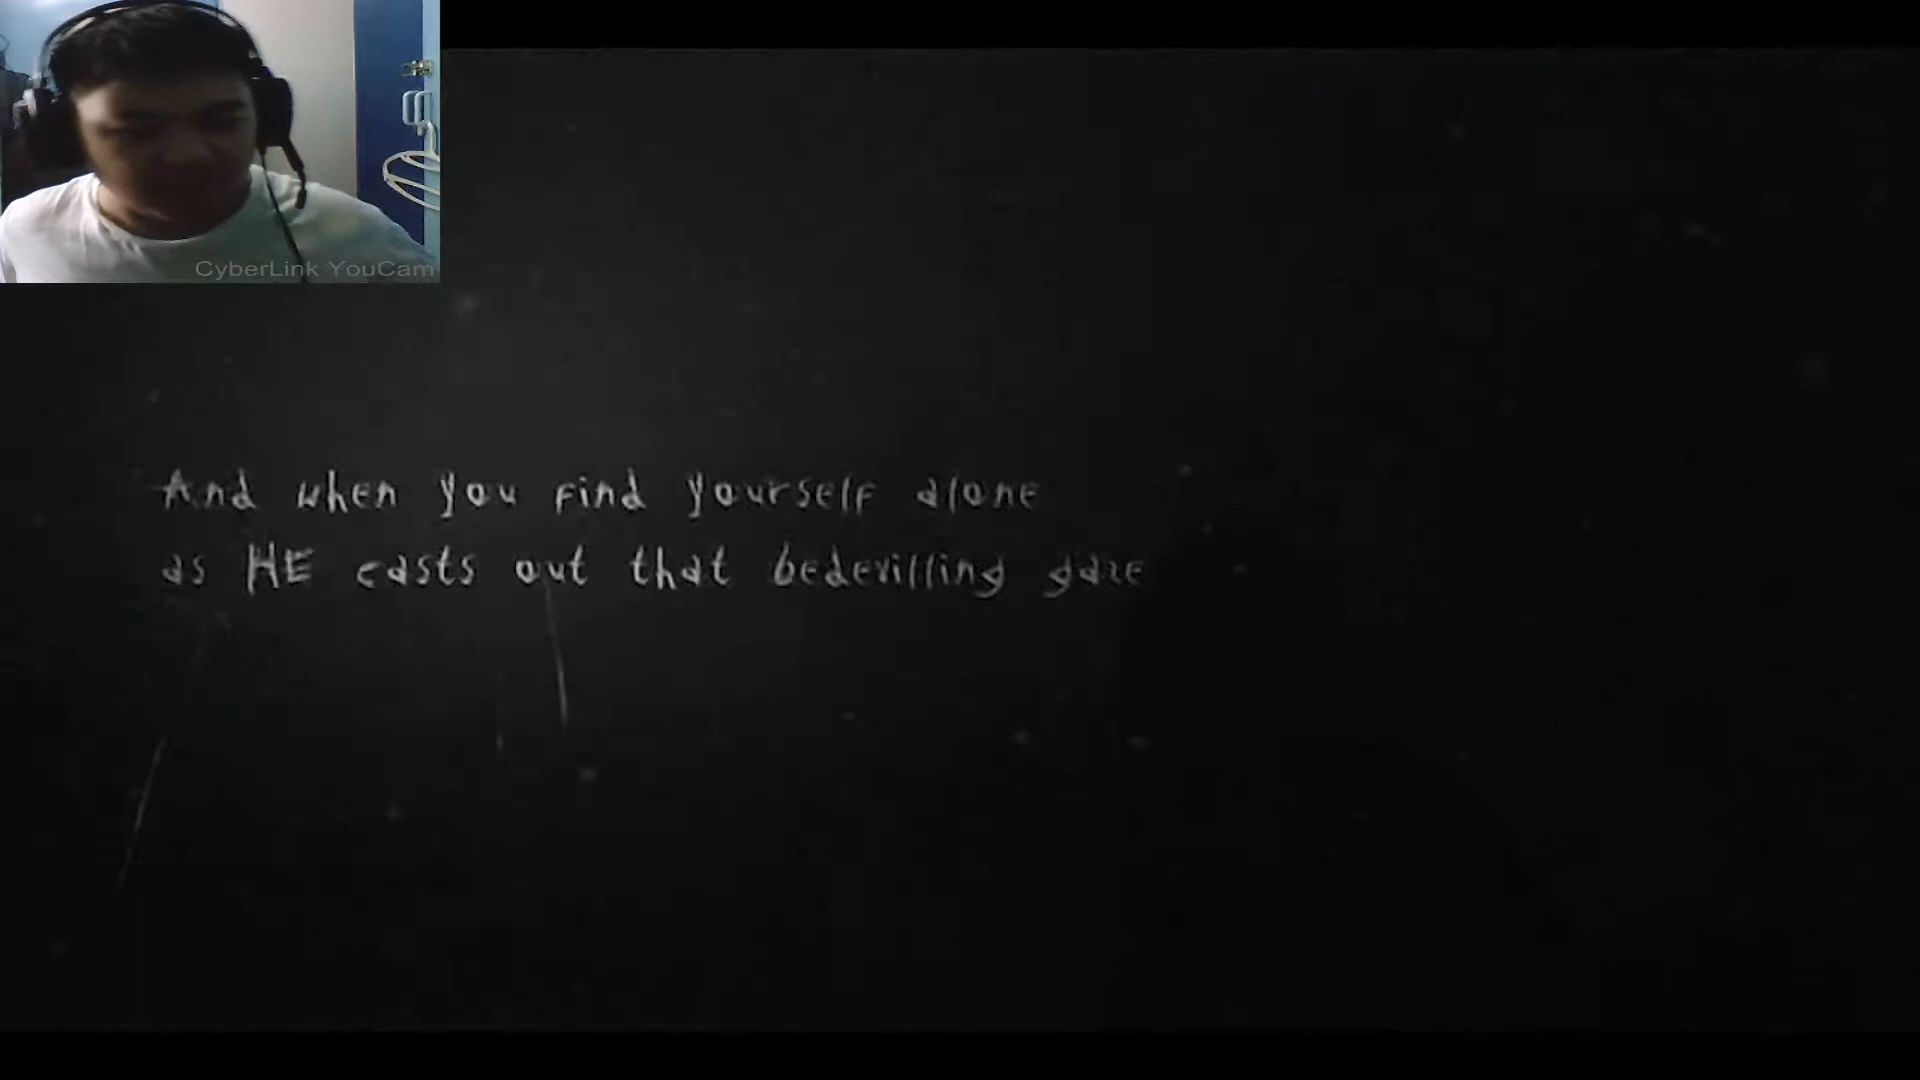 CyberLink YouCam
And when you find yourself alone
as HE casts out that bedevilling gaze